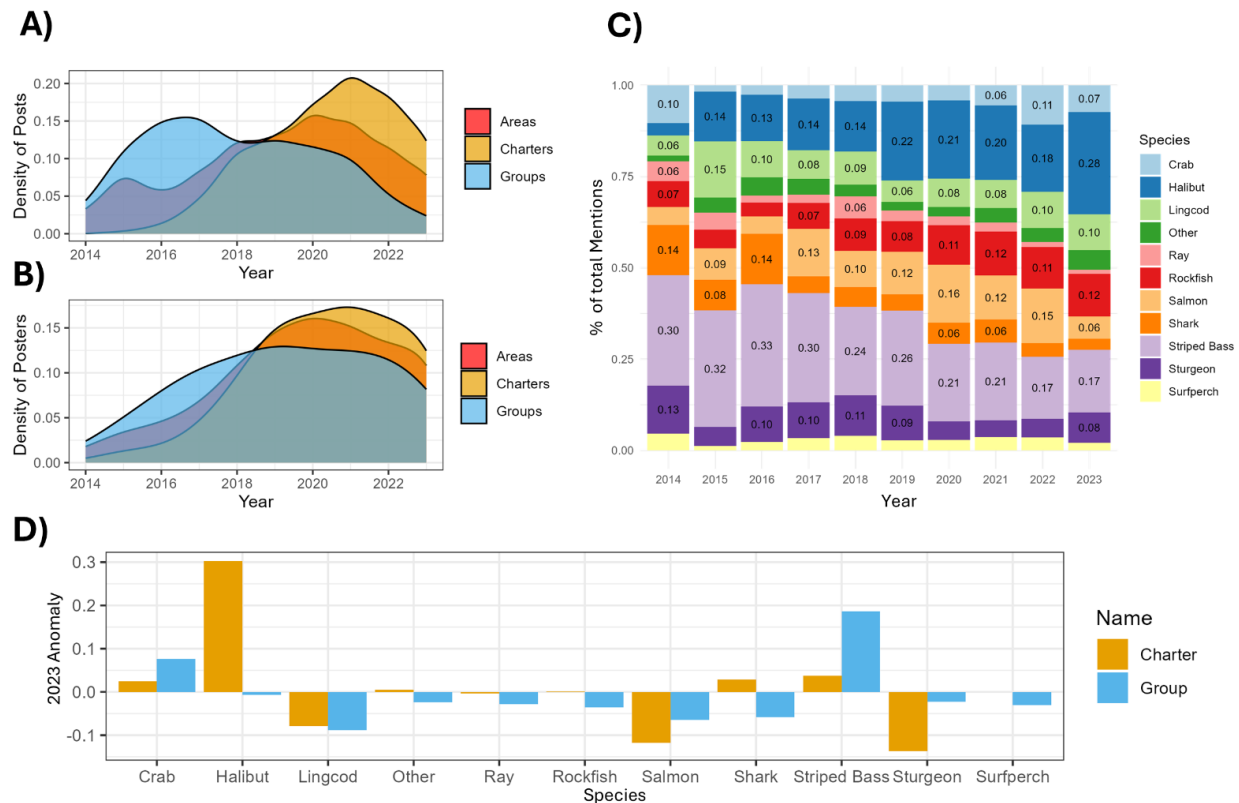 A)
0.20
0.15
0.10
0.05
0.00
Density of Posts
2014 2016 2018 2020 2022
Year
Areas
Charters
Groups
B)
0.15
0.10
0.05
0.00
Density of Posters
2014 2016 2018 2020 2022
Year
Areas
Charters
Groups
C)
1.00
0.75
0.50
0.25
0.00
% of total Mentions
0.10 0.06 0.06 0.07 0.14 0.30 0.13
0.14 0.15 0.09 0.08 0.32
0.13 0.10 0.14 0.33 0.10
0.14 0.08 0.07 0.13 0.30 0.10
0.14 0.09 0.06 0.09 0.10 0.24 0.11
0.22 0.06 0.08 0.12 0.26 0.09
0.21 0.08 0.11 0.16 0.06 0.21
0.06 0.20 0.08 0.12 0.12 0.06 0.21
0.11 0.18 0.10 0.11 0.15 0.17
0.07 0.28 0.10 0.12 0.06 0.17 0.08
2014 2015 2016 2017 2018 2019 2020 2021 2022 2023
Year
Species
Crab
Halibut
Lingcod
Other
Ray
Rockfish
Salmon
Shark
Striped Bass
Sturgeon
Surfperch
D)
0.3
0.2
0.1
0.0
-0.1
2023 Anomaly
Crab Halibut Lingcod Other Ray Rockfish Salmon Shark Striped Bass Sturgeon Surfperch
Species
Name
Charter
Group